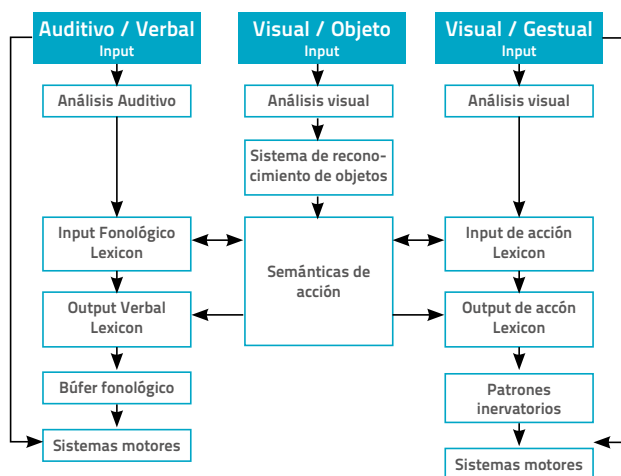 Auditivo / Verbal
Input
Visual / Objeto
Input
Visual / Gestual
Input
Análisis Auditivo
Análisis visual
Análisis visual
Sistema de recono-
cimiento de objetos
Input Fonológico
Lexicon
Semánticas de
acción
Input de acción
Lexicon
Output Verbal
Lexicon
Output de accón
Lexicon
Búfer fonológico
Patrones
inervatorios
Sistemas motores
Sistemas motores